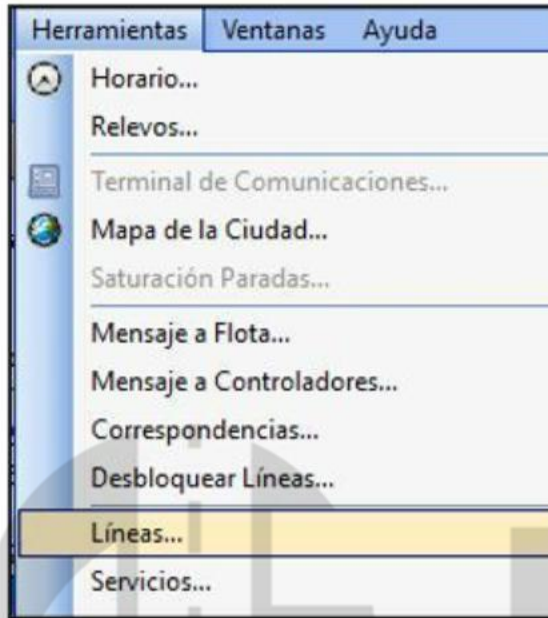 Herramientas Ventanas Ayuda
Horario...
Relevos...
Terminal de Comunicaciones...
Mapa de la Ciudad...
Saturación Paradas...
Mensaje a Flota...
Mensaje a Controladores...
Correspondencias...
Desbloquear Líneas...
Líneas...
Servicios...